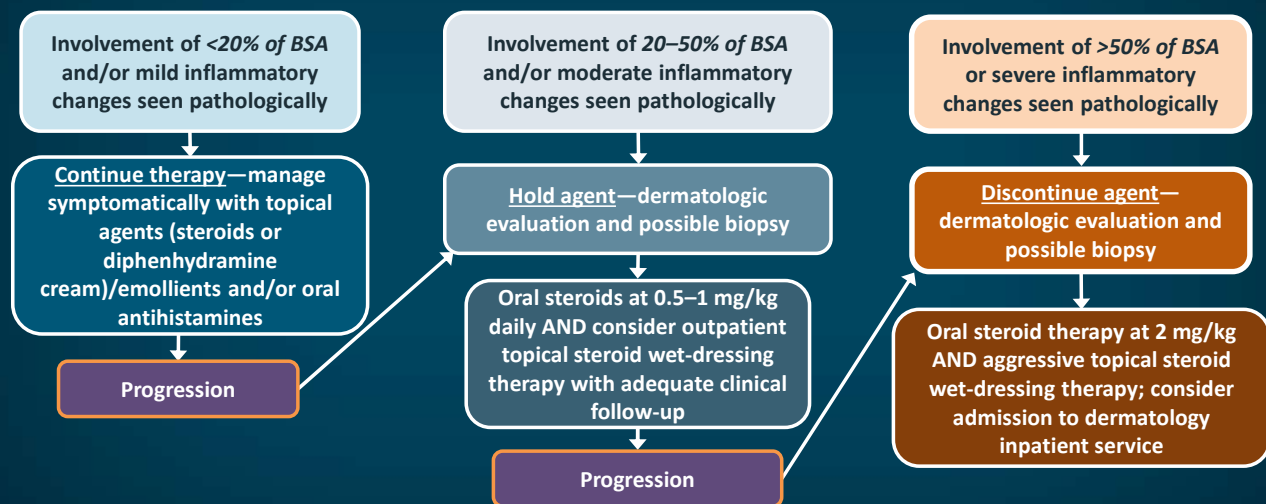 Involvement of <20% of BSA
and/or mild inflammatory
changes seen pathologically
Continue therapy—manage
symptomatically with topical
agents (steroids or
diphenhydramine
cream)/emollients and/or oral
antihistamines
Progression
Involvement of 20–50% of BSA
and/or moderate inflammatory
changes seen pathologically
Hold agent—dermatologic
evaluation and possible biopsy
Oral steroids at 0.5–1 mg/kg
daily AND consider outpatient
topical steroid wet-dressing
therapy with adequate clinical
follow-up
Progression
Involvement of >50% of BSA
or severe inflammatory
changes seen pathologically
Discontinue agent—
dermatologic evaluation and
possible biopsy
Oral steroid therapy at 2 mg/kg
AND aggressive topical steroid
wet-dressing therapy; consider
admission to dermatology
inpatient service